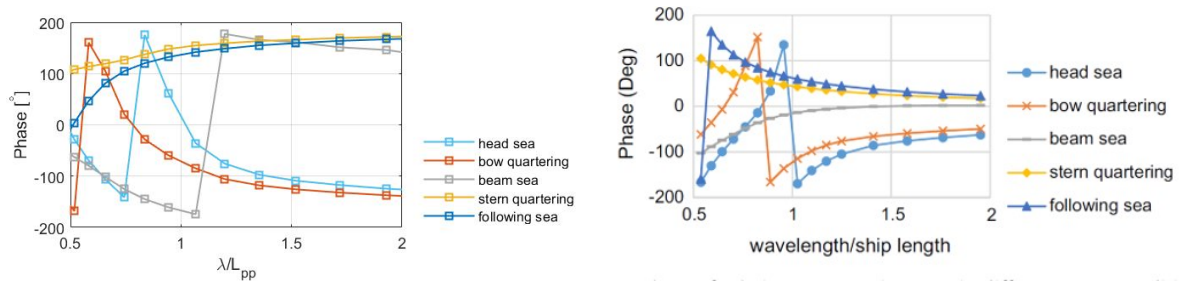 200
100
0
-100
-200
Phase [°]
0.5 1 1.5 2
λ/Lpp
head sea
bow quartering
beam sea
stern quartering
following sea
200
100
0
-100
-200
Phase (Deg)
0.5 1 1.5 2
wavelength/ship length
head sea
bow quartering
beam sea
stern quartering
following sea